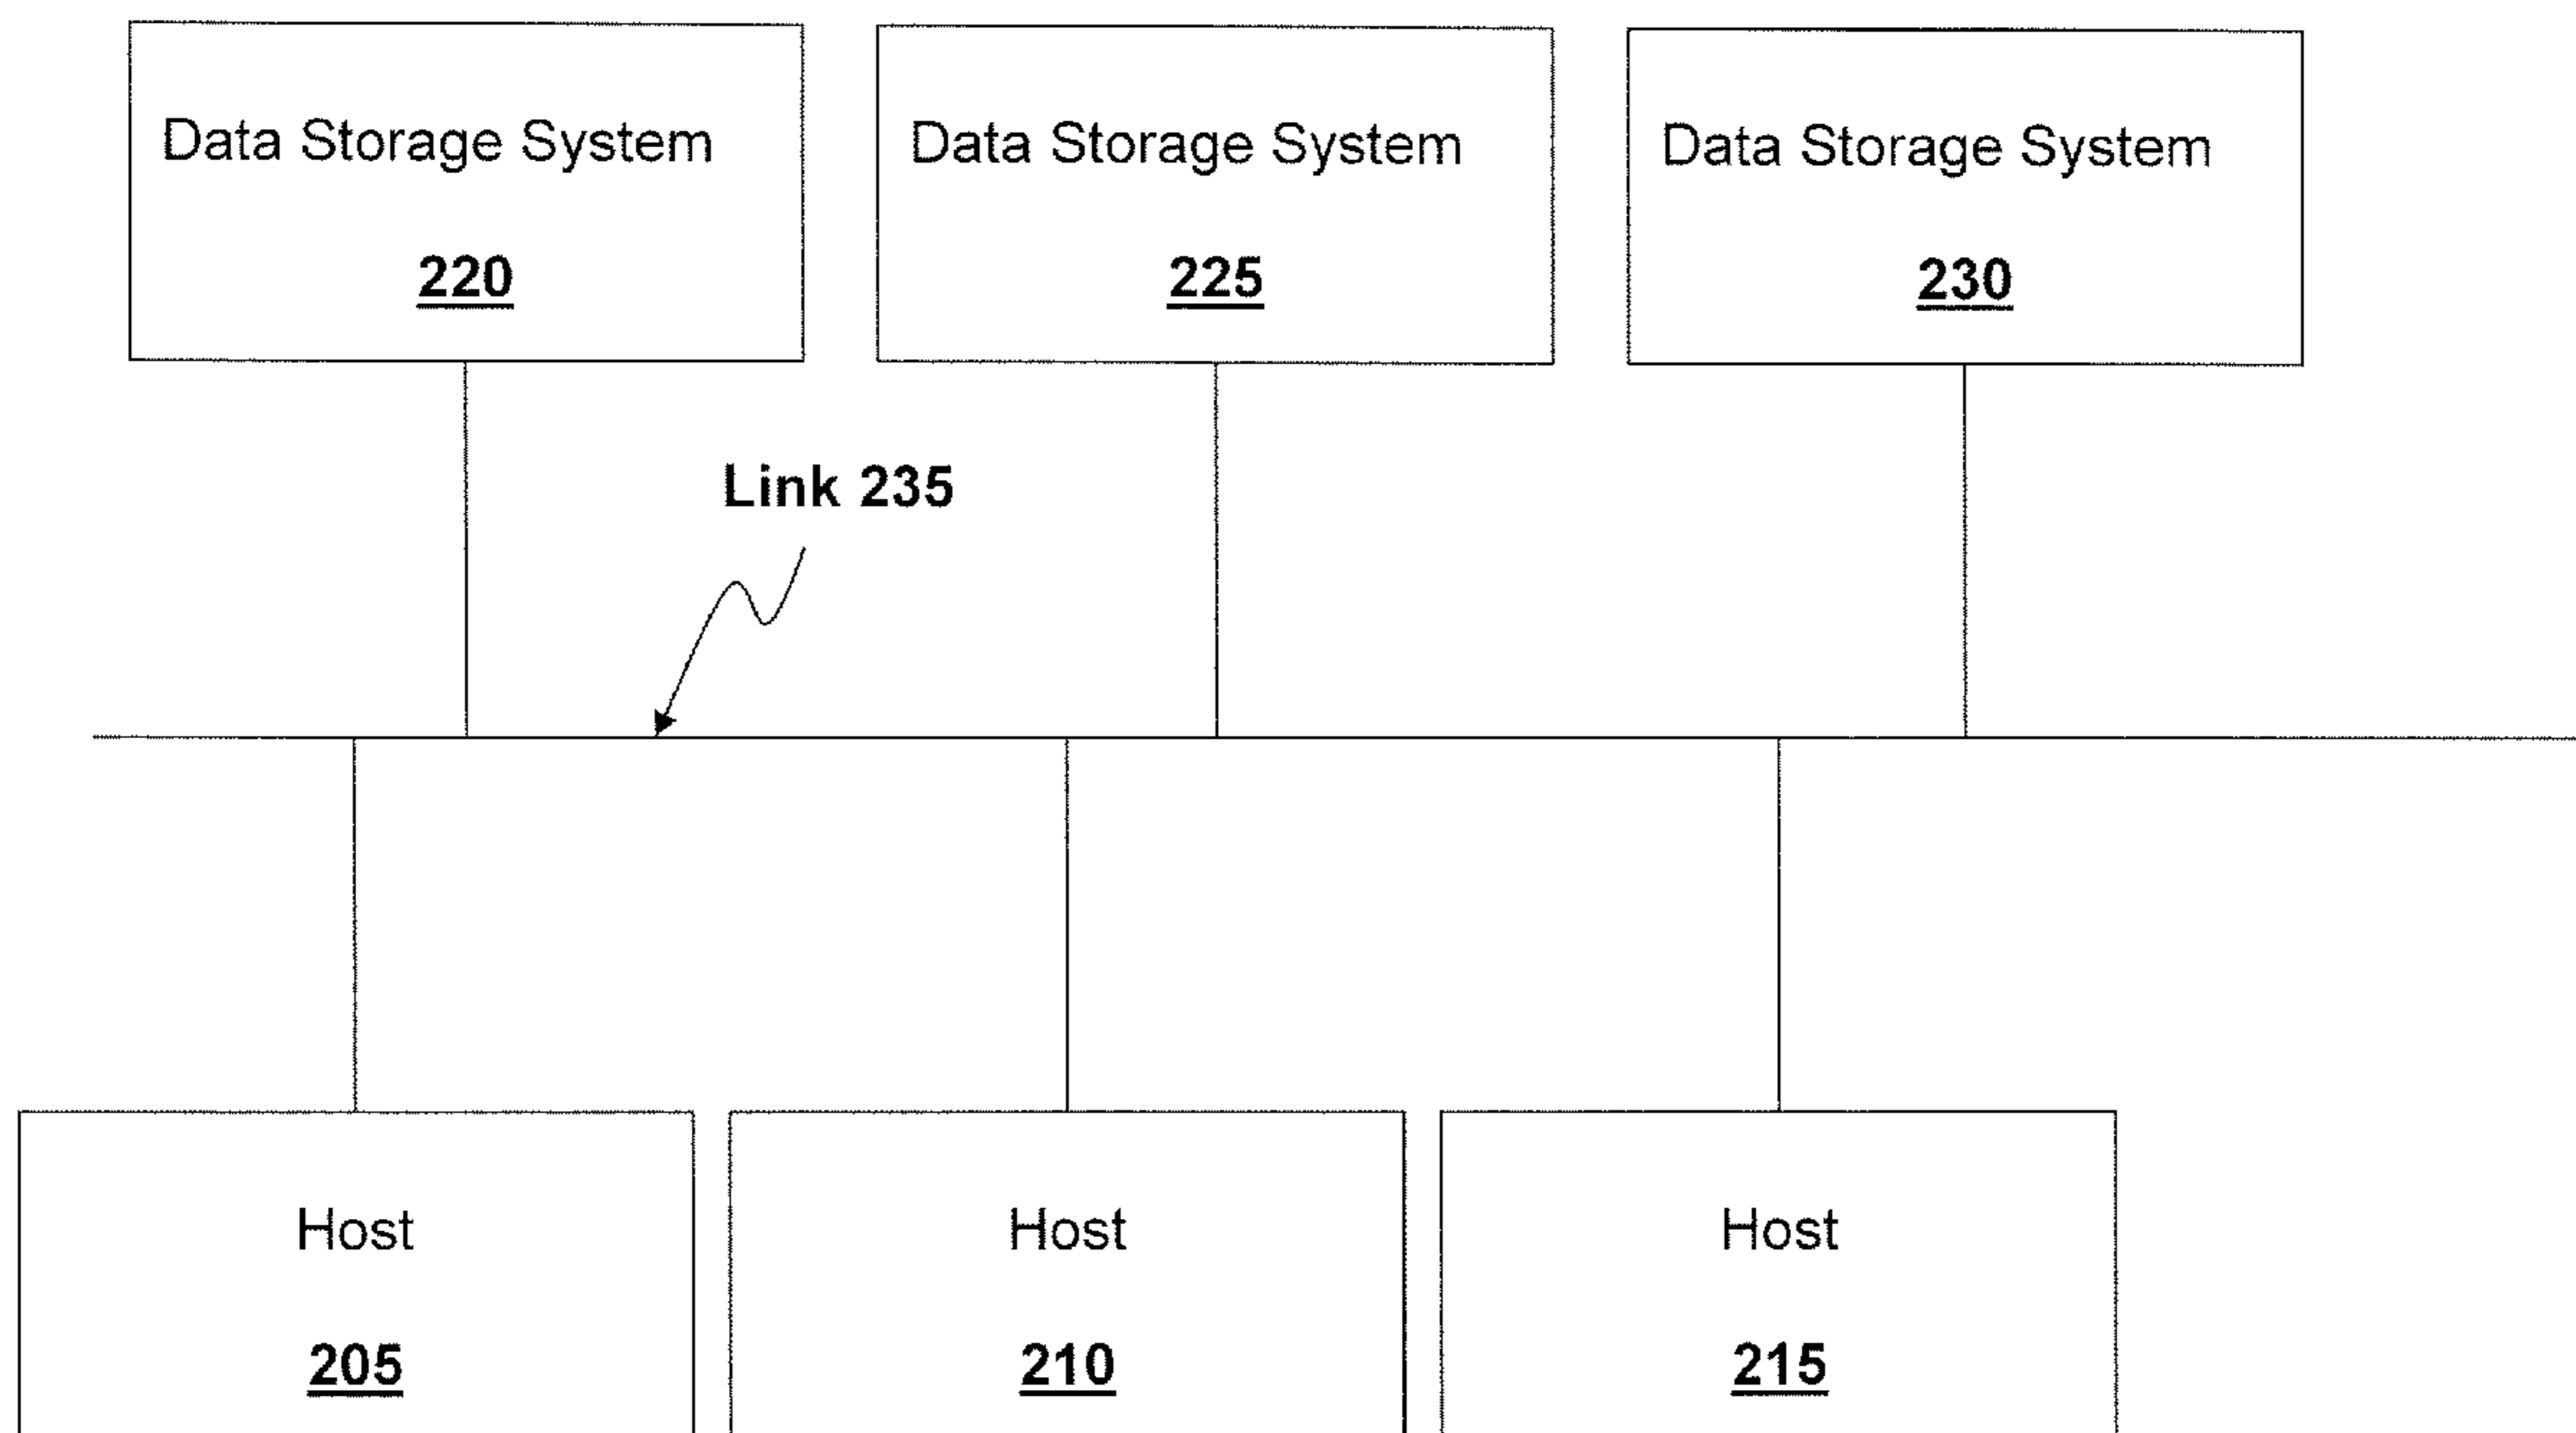 Data Storage System
220
Data Storage System
225
Data Storage System
230
Link 235
Host
205
Host
210
Host
215